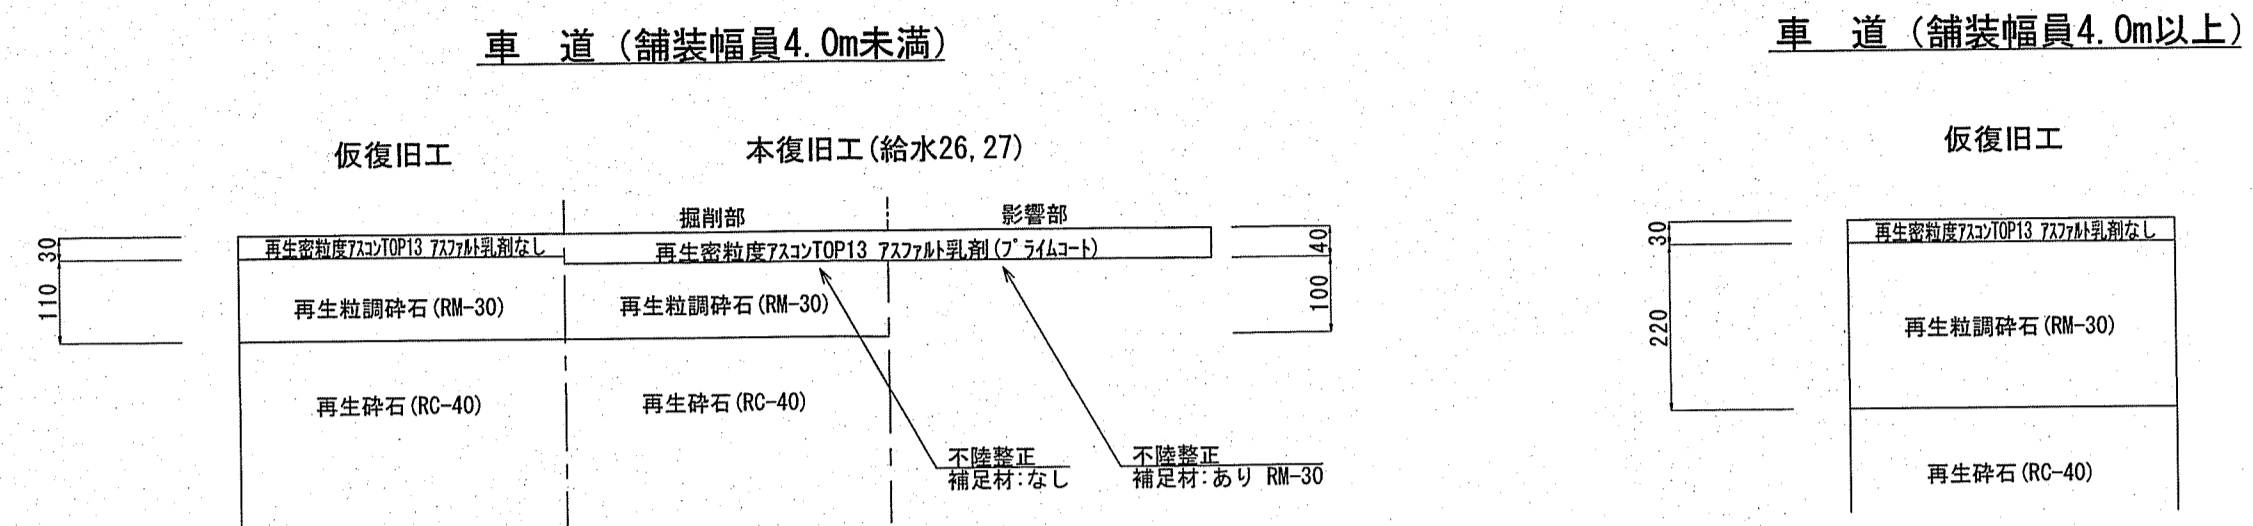 車　道（舗装幅員4.0m未満）
仮復旧工
本復旧工(給水26,27)
掘削部
影響部
30
110
再生密粒度ｱｽｺﾝTOP13 ｱｽﾌｧﾙﾄ乳剤なし
再生密粒度ｱｽｺﾝTOP13 ｱｽﾌｧﾙﾄ乳剤(ﾌﾟﾗｲﾑｺｰﾄ)
40
100
再生粒調砕石(RM-30)
再生粒調砕石(RM-30)
再生砕石(RC-40)
再生砕石(RC-40)
不陸整正
補足材:なし
不陸整正
補足材:あり RM-30
車　道（舗装幅員4.0m以上）
仮復旧工
30
220
再生密粒度ｱｽｺﾝTOP13 ｱｽﾌｧﾙﾄ乳剤なし
再生粒調砕石(RM-30)
再生砕石(RC-40)